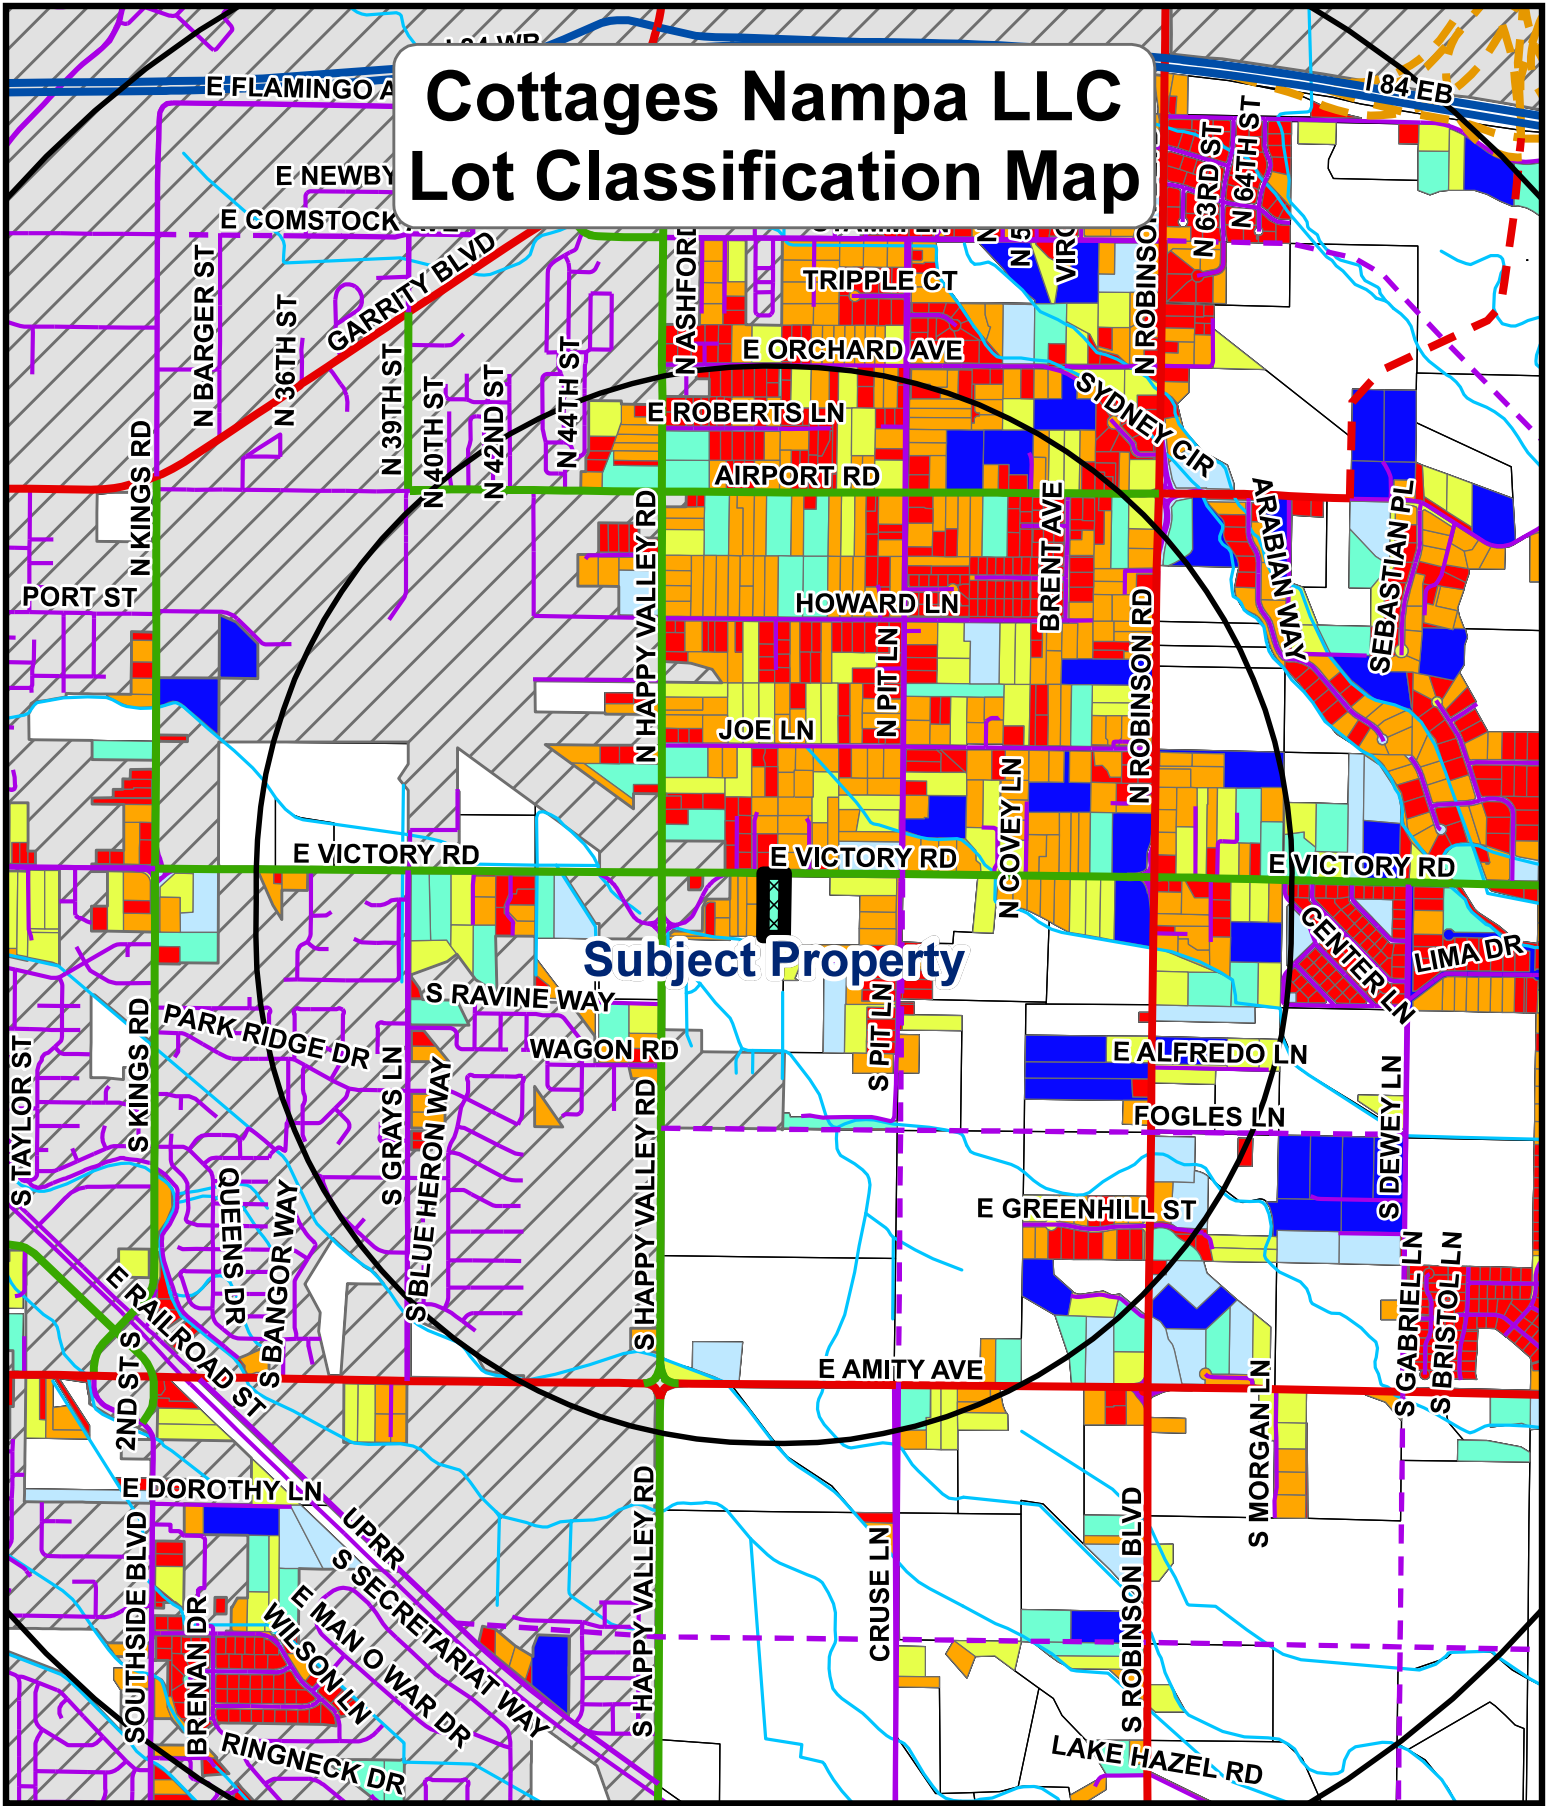 I 84 WB
E FLAMINGO A
Cottages Nampa LLC
Lot Classification Map
I 84 EB
E NEWBY
E COMSTOCK AVE
N 63RD ST
N 64TH ST
N BARGER ST
N 36TH ST
GARRITY BLVD
N 39TH ST
N 40TH ST
N 42ND ST
N 44TH ST
N ASHFORD
TRIPPLE CT
E ORCHARD AVE
E ROBERTS LN
AIRPORT RD
SYDNEY CIR
N KINGS RD
PORT ST
N HAPPY VALLEY RD
HOWARD LN
BRENT AVE
N PIT LN
N ROBINSON RD
ARABIAN WAY
SEBASTIAN PL
JOE LN
N COVEY LN
E VICTORY RD
E VICTORY RD
E VICTORY RD
Subject Property
CENTER LN
LIMA DR
S RAVINE WAY
WAGON RD
PARK RIDGE DR
S TAYLOR ST
S KINGS RD
S GRAYS LN
S BLUE HERON WAY
S PIT LN
E ALFREDO LN
FOGLES LN
S DEWEY LN
QUEENS DR
S BANGOR WAY
S HAPPY VALLEY RD
E GREENHILL ST
S GABRIEL LN
S BRISTOL LN
E RAILROAD ST
2ND ST S
E AMITY AVE
S MORGAN LN
E DOROTHY LN
UPRR
S SECRETARIAT WAY
E MAN O WAR DR
WILSON LN
SOUTHSIDE BLVD
BRENAN DR
RINGNECK DR
S HAPPY VALLEY RD
CRUSE LN
S ROBINSON BLVD
LAKE HAZEL RD